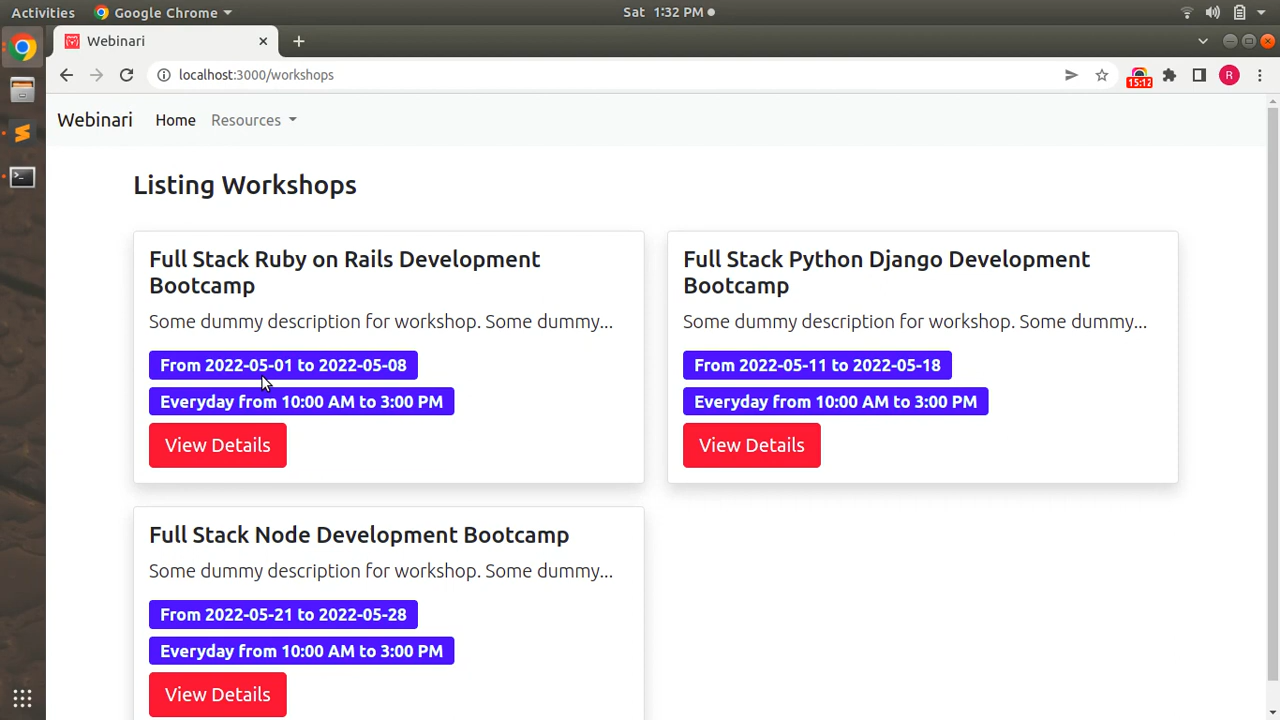 Activities Google Chrome Sat 1:32 PM
Webinari
localhost:3000/workshops
15:12
R
Webinari Home Resources
Listing Workshops
Full Stack Ruby on Rails Development
Bootcamp
Some dummy description for workshop. Some dummy...
From 2022-05-01 to 2022-05-08
Everyday from 10:00 AM to 3:00 PM
View Details
Full Stack Python Django Development
Bootcamp
Some dummy description for workshop. Some dummy...
From 2022-05-11 to 2022-05-18
Everyday from 10:00 AM to 3:00 PM
View Details
Full Stack Node Development Bootcamp
Some dummy description for workshop. Some dummy...
From 2022-05-21 to 2022-05-28
Everyday from 10:00 AM to 3:00 PM
View Details